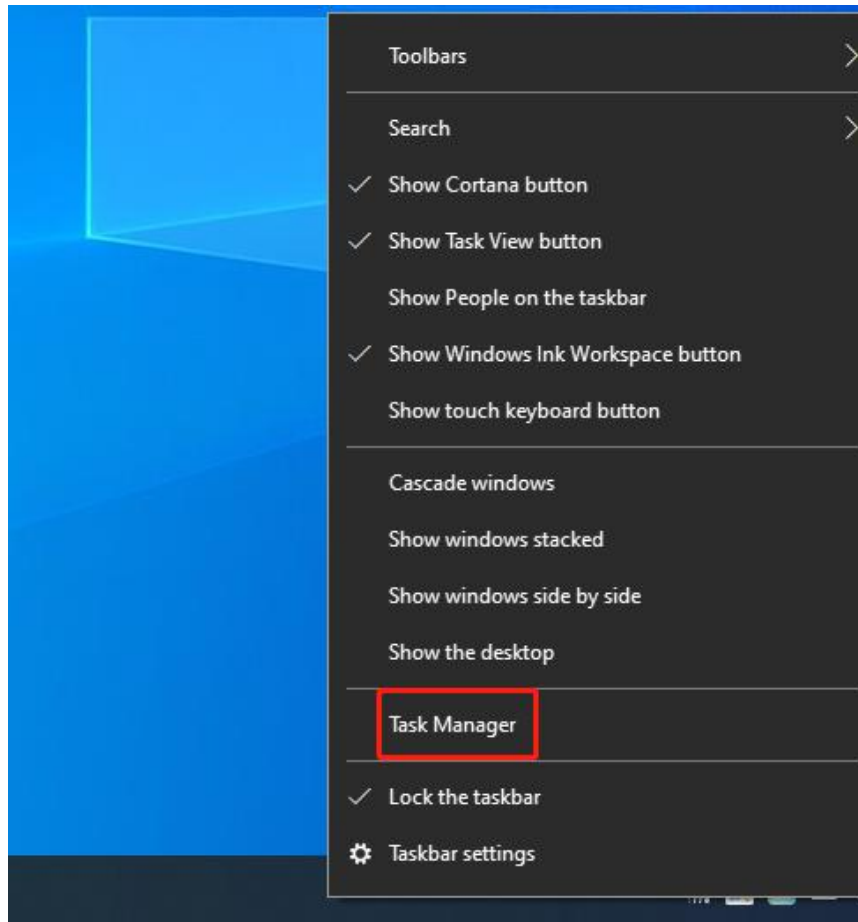 Toolbars
Search
Show Cortana button
Show Task View button
Show People on the taskbar
Show Windows Ink Workspace button
Show touch keyboard button
Cascade windows
Show windows stacked
Show windows side by side
Show the desktop
Task Manager
Lock the taskbar
Taskbar settings